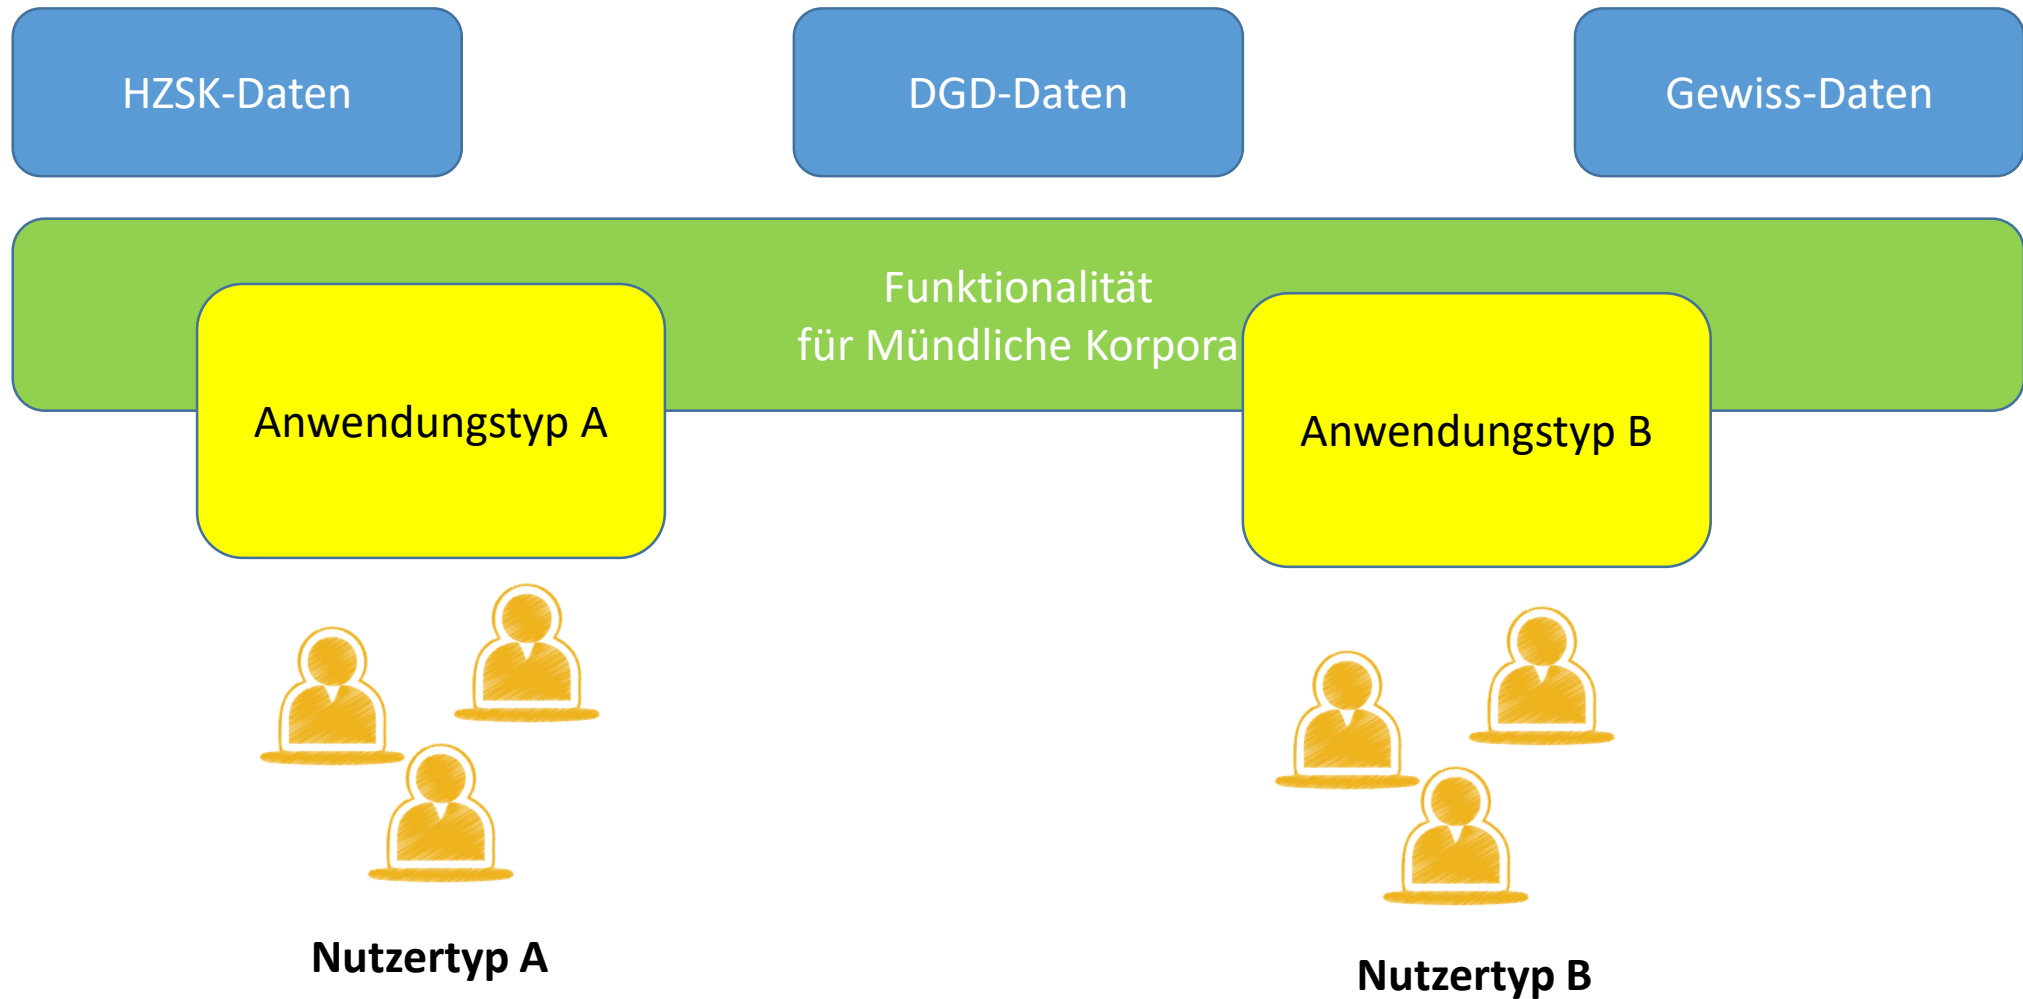 HZSK-Daten
DGD-Daten
Gewiss-Daten
Funktionalität
für Mündliche Korpora
Anwendungstyp A
Anwendungstyp B
Nutzertyp A
Nutzertyp B